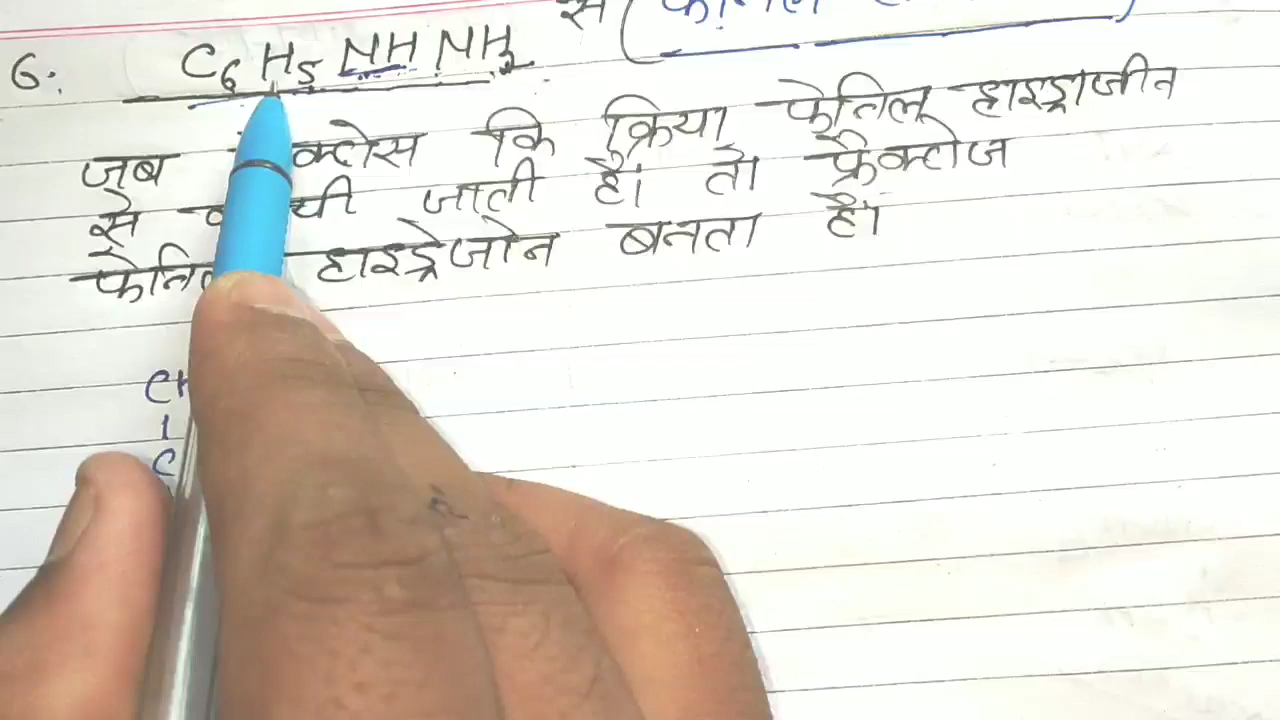 6. C6H5NHNH2 से (
जब कि क्रिया फेनिल हाइड्राजीन
से जाती है। तो फ्रैक्टोज
हाइड्रेजोन बनता है।
C